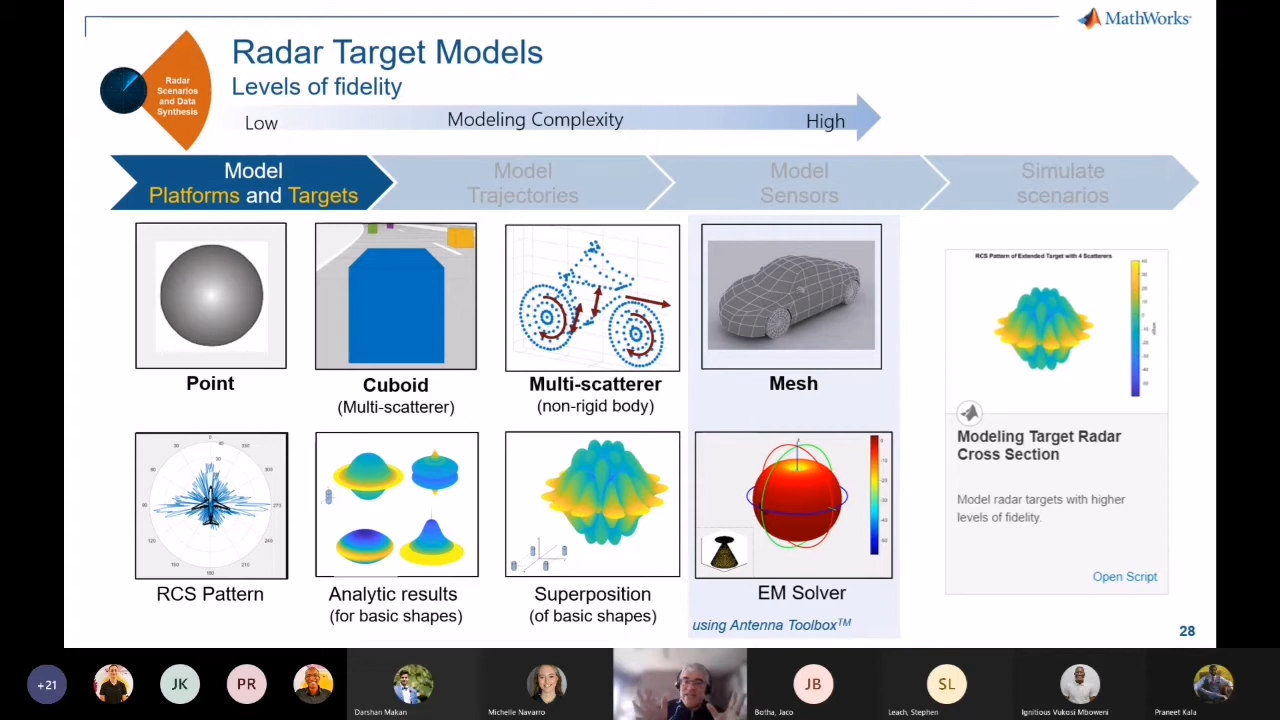 MathWorks®
Radar Target Models
Levels of fidelity
Radar
Scenarios
and Data
Synthesis
Low
Modeling Complexity
High
Model
Platforms and Targets
Model
Trajectories
Model
Sensors
Simulate
scenarios
Point
Cuboid
(Multi-scatterer)
Multi-scatterer
(non-rigid body)
Mesh
RCS Pattern
Analytic results
(for basic shapes)
Superposition
(of basic shapes)
EM Solver
using Antenna Toolbox™
RCS Pattern of Extended Target with 4 Scatterers
Modeling Target Radar
Cross Section
Model radar targets with higher
levels of fidelity.
Open Script
28
+21
JK
PR
Darshan Makan
Michelle Navarro
JB
Botha, Jaco
SL
Leach, Stephen
Ignitious Vukosi Mboweni
Praneet Kala